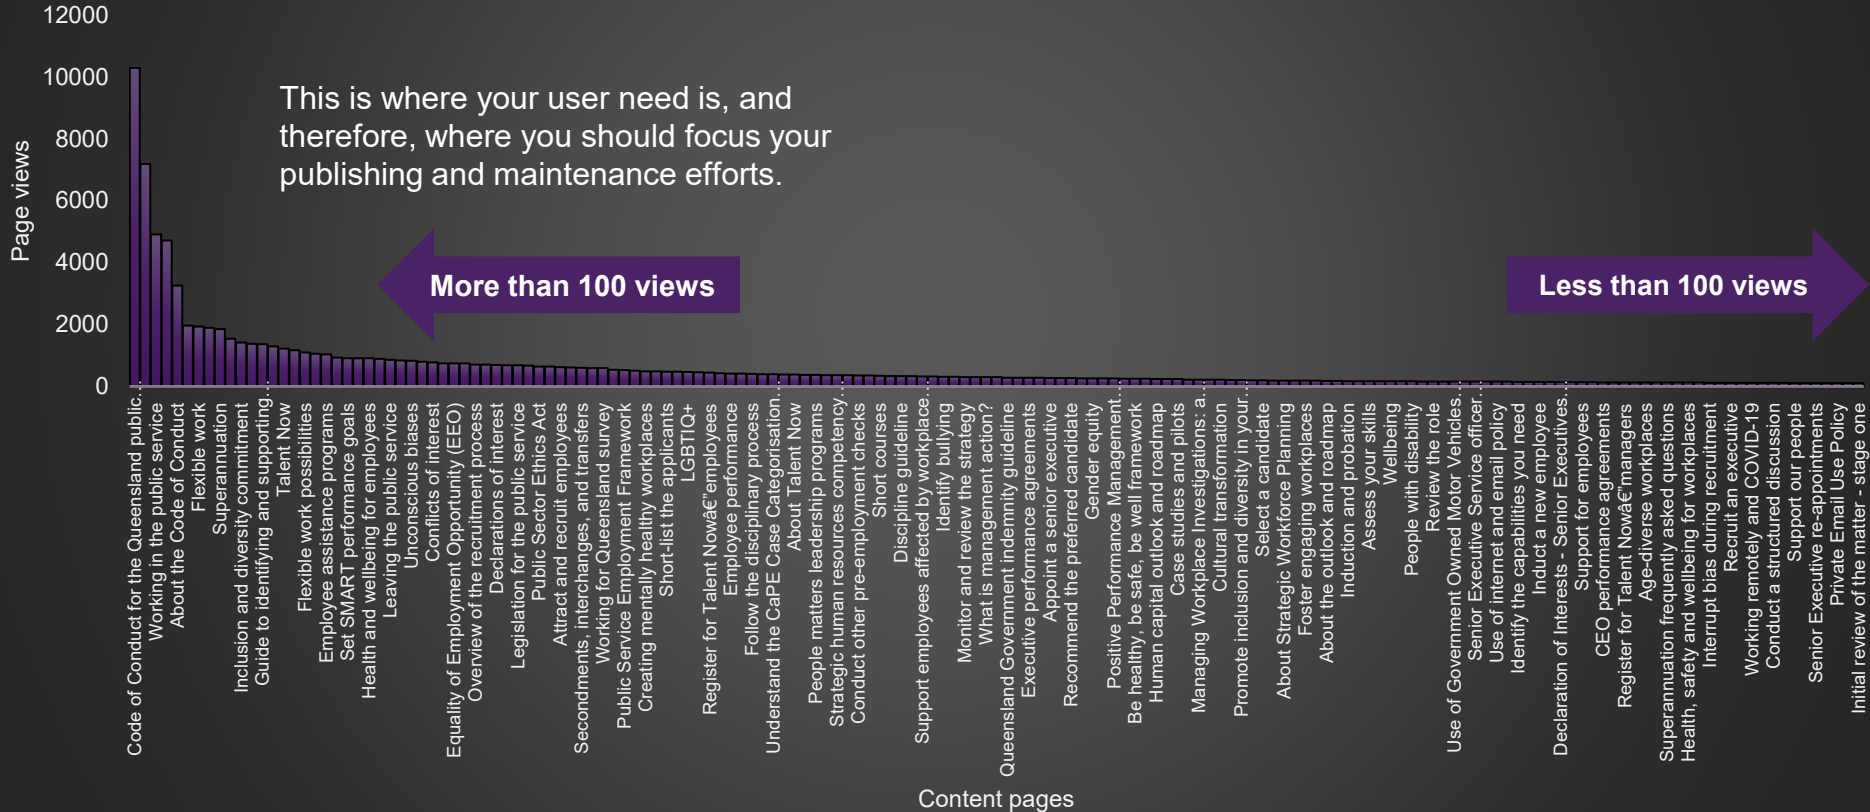 12000
10000
8000
6000
4000
2000
0
Page views
This is where your user need is, and
therefore, where you should focus your
publishing and maintenance efforts.
More than 100 views
Less than 100 views
Code of Conduct for the Queensland public…
Working in the public service
About the Code of Conduct
Flexible work
Superannuation
Inclusion and diversity commitment
Guide to identifying and supporting…
Talent Now
Flexible work possibilities
Employee assistance programs
Set SMART performance goals
Health and wellbeing for employees
Leaving the public service
Unconscious biases
Conflicts of interest
Equality of Employment Opportunity (EEO)
Overview of the recruitment process
Declarations of Interest
Legislation for the public service
Public Sector Ethics Act
Attract and recruit employees
Secondments, interchanges, and transfers
Working for Queensland survey
Public Service Employment Framework
Creating mentally healthy workplaces
Short-list the applicants
LGBTIQ+
Register for Talent Nowâ€”employees
Employee performance
Follow the disciplinary process
Understand the CaPE Case Categorisation…
About Talent Now
People matters leadership programs
Strategic human resources competency…
Conduct other pre-employment checks
Short courses
Discipline guideline
Support employees affected by workplace…
Identify bullying
Monitor and review the strategy
What is management action?
Queensland Government indemnity guideline
Executive performance agreements
Appoint a senior executive
Recommend the preferred candidate
Gender equity
Positive Performance Management…
Be healthy, be safe, be well framework
Human capital outlook and roadmap
Case studies and pilots
Managing Workplace Investigations: a…
Cultural transformation
Promote inclusion and diversity in your…
Select a candidate
About Strategic Workforce Planning
Foster engaging workplaces
About the outlook and roadmap
Induction and probation
Assess your skills
Wellbeing
People with disability
Review the role
Use of Government Owned Motor Vehicles…
Senior Executive Service officer…
Use of internet and email policy
Identify the capabilities you need
Induct a new employee
Declaration of Interests - Senior Executives…
Support for employees
CEO performance agreements
Register for Talent Nowâ€”managers
Age-diverse workplaces
Superannuation frequently asked questions
Health, safety and wellbeing for workplaces
Interrupt bias during recruitment
Recruit an executive
Working remotely and COVID-19
Conduct a structured discussion
Support our people
Senior Executive re-appointments
Private Email Use Policy
Initial review of the matter - stage one
Content pages